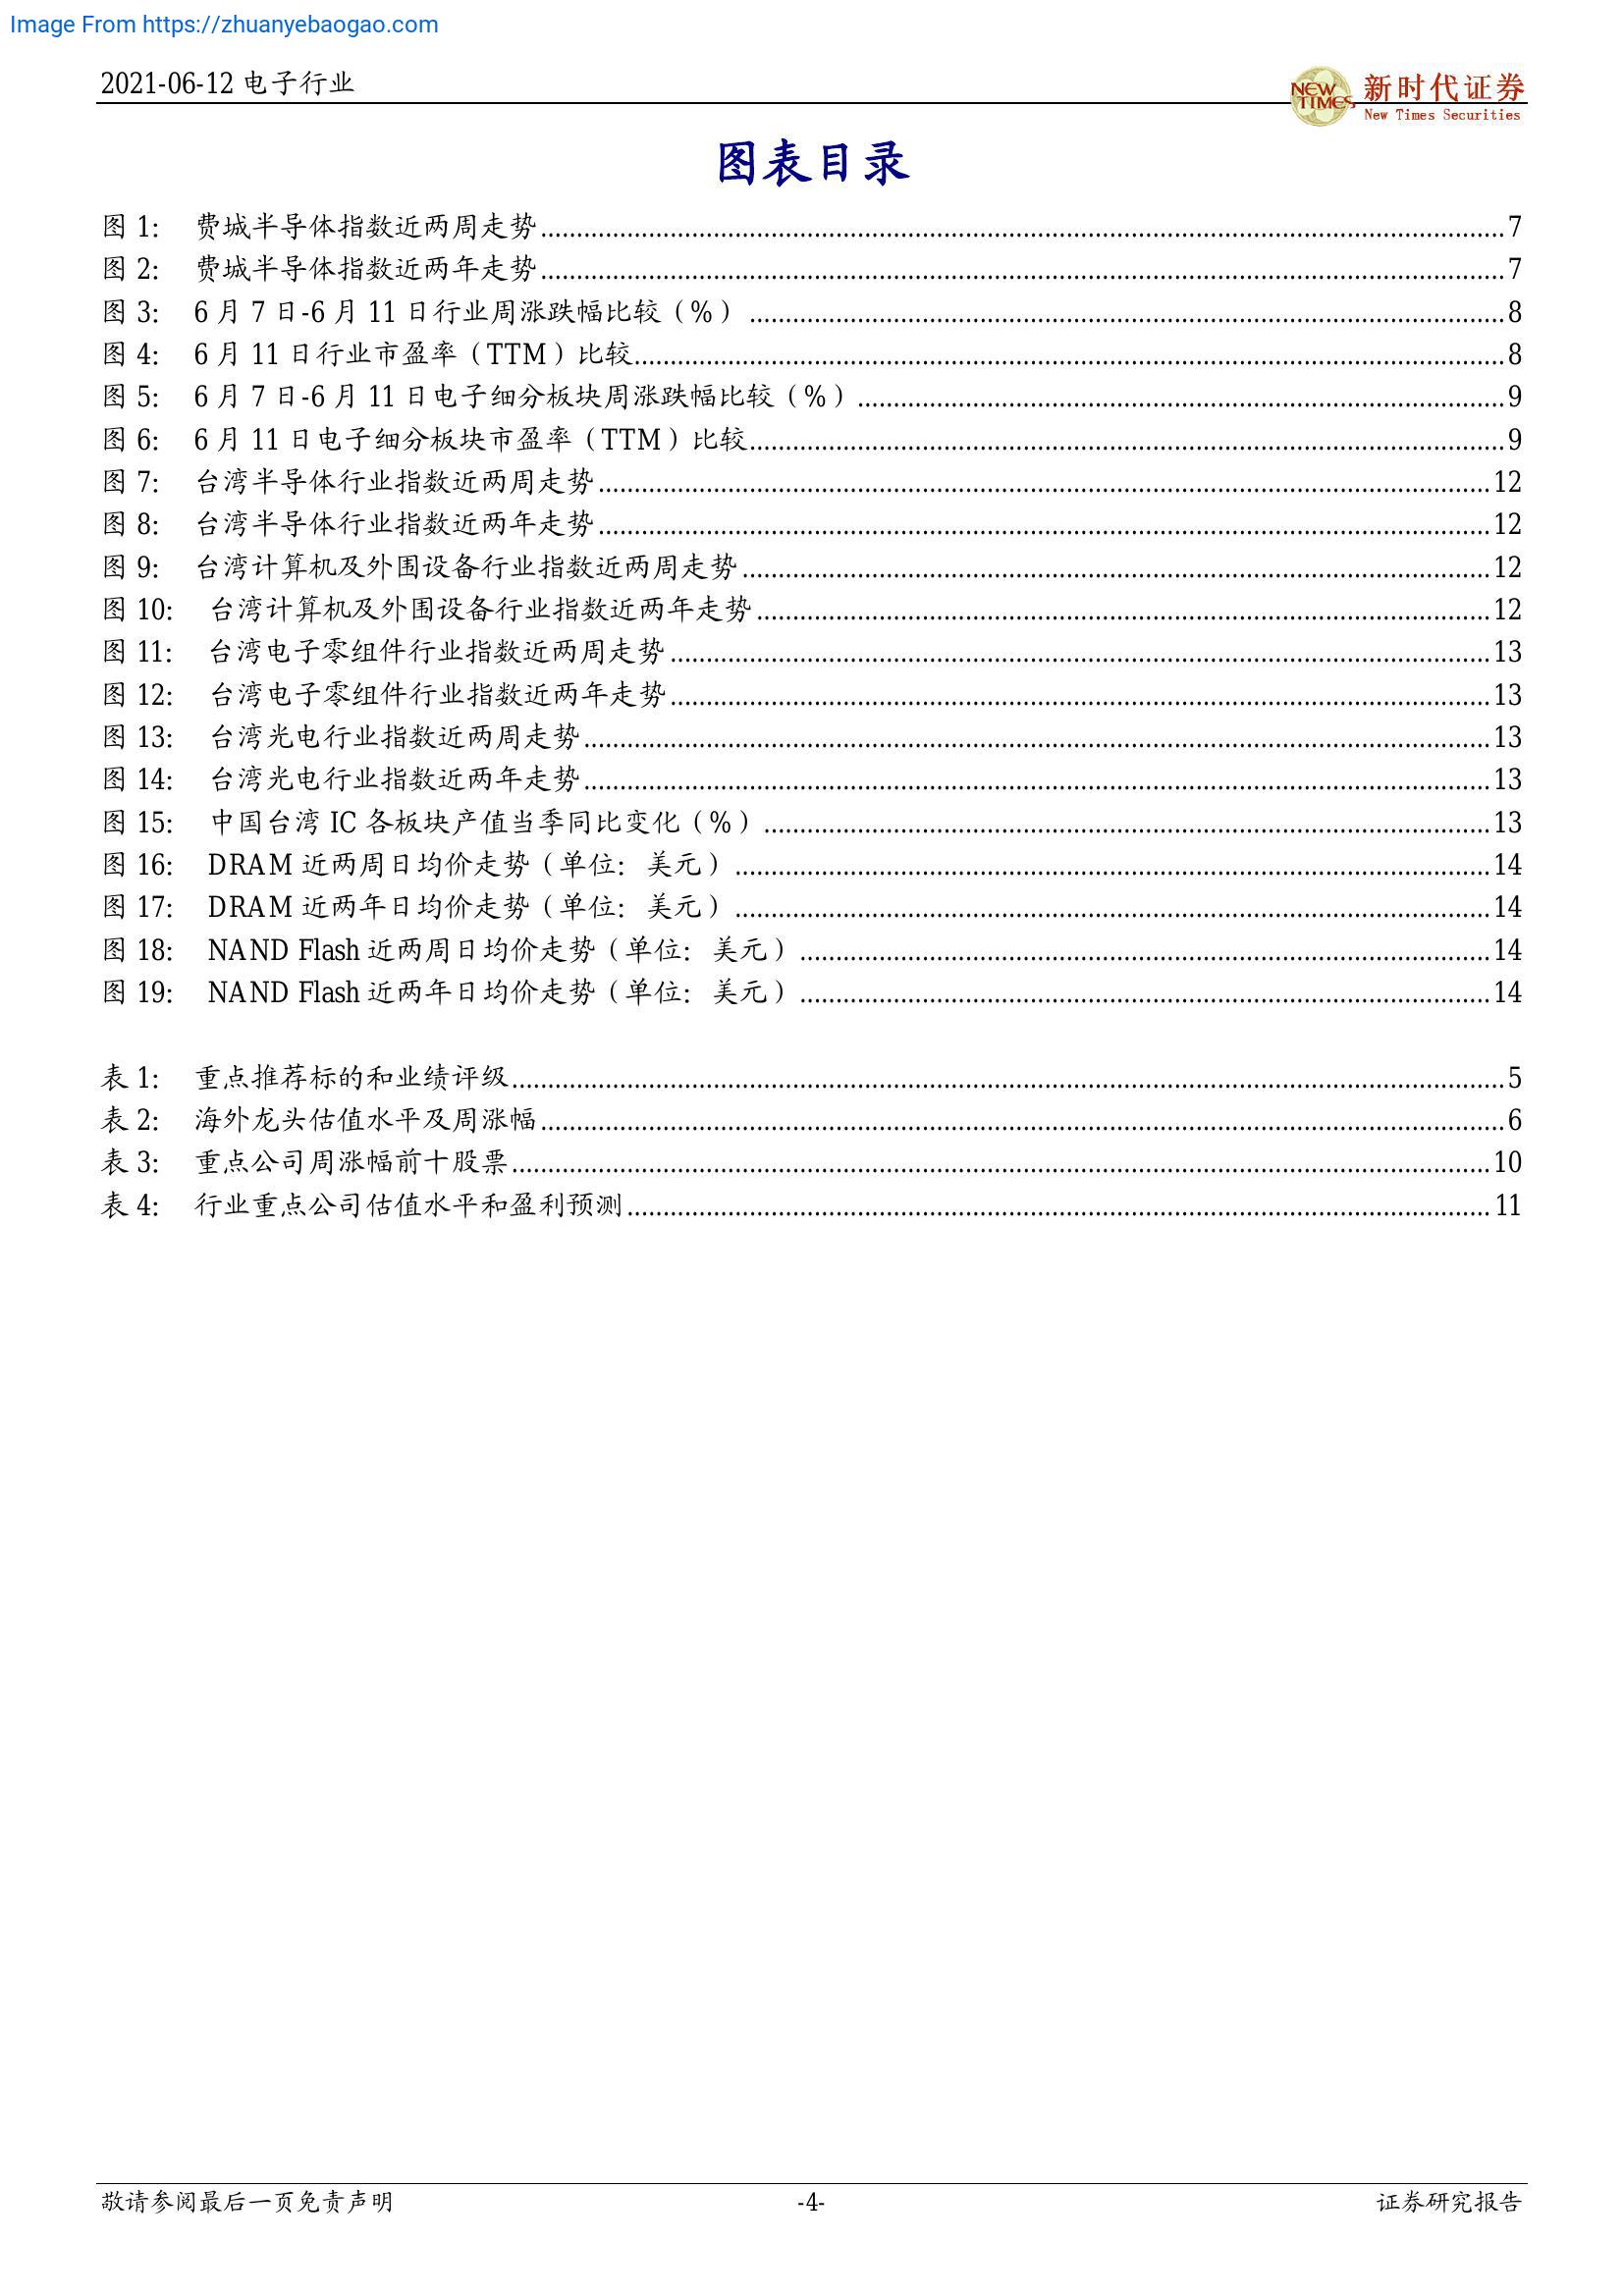 Image From https://zhuanyebaogao.com
2021-06-12 电子行业
NEW TIMES 新时代证券
New Times Securities
图表目录
图 1: 费城半导体指数近两周走势 7
图 2: 费城半导体指数近两年走势 7
图 3: 6 月 7 日-6 月 11 日行业周涨跌幅比较（%） 8
图 4: 6 月 11 日行业市盈率（TTM）比较 8
图 5: 6 月 7 日-6 月 11 日电子细分板块周涨跌幅比较（%） 9
图 6: 6 月 11 日电子细分板块市盈率（TTM）比较 9
图 7: 台湾半导体行业指数近两周走势 12
图 8: 台湾半导体行业指数近两年走势 12
图 9: 台湾计算机及外围设备行业指数近两周走势 12
图 10: 台湾计算机及外围设备行业指数近两年走势 12
图 11: 台湾电子零组件行业指数近两周走势 13
图 12: 台湾电子零组件行业指数近两年走势 13
图 13: 台湾光电行业指数近两周走势 13
图 14: 台湾光电行业指数近两年走势 13
图 15: 中国台湾 IC 各板块产值当季同比变化（%） 13
图 16: DRAM 近两周日均价走势（单位：美元） 14
图 17: DRAM 近两年日均价走势（单位：美元） 14
图 18: NAND Flash 近两周日均价走势（单位：美元） 14
图 19: NAND Flash 近两年日均价走势（单位：美元） 14
表 1: 重点推荐标的和业绩评级 5
表 2: 海外龙头估值水平及周涨幅 6
表 3: 重点公司周涨幅前十股票 10
表 4: 行业重点公司估值水平和盈利预测 11
敬请参阅最后一页免责声明 -4- 证券研究报告